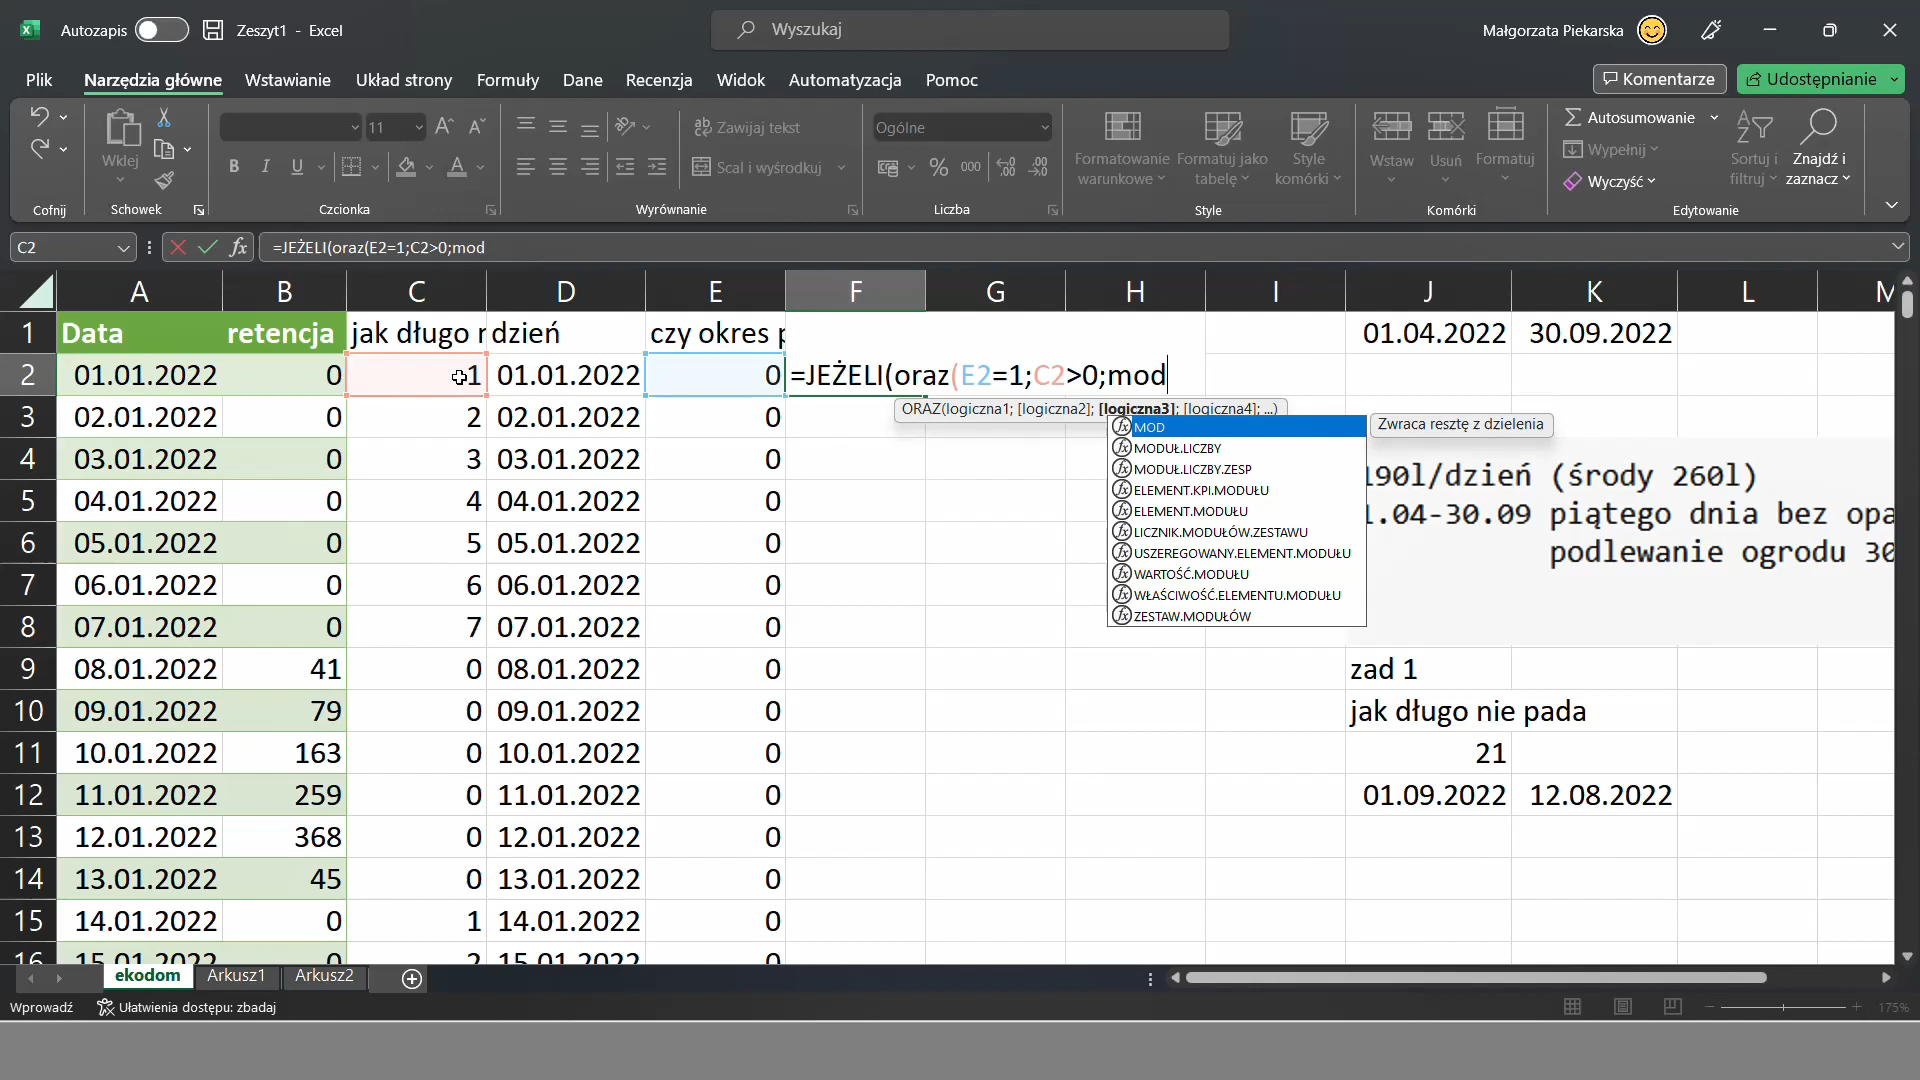 Autozapis Zeszyt1 - Excel Wyszukaj Małgorzata Piekarska
Plik Narzędzia główne Wstawianie Układ strony Formuły Dane Recenzja Widok Automatyzacja Pomoc Komentarze Udostępnianie
11 Ogólne
Wklej Zawijaj tekst Scal i wyśrodkuj
Formatowanie warunkowe Formatuj jako tabelę Style komórki
Wstaw Usuń Formatuj
Autosumowanie
Wypełnij
Wyczyść
Sortuj i filtruj Znajdź i zaznacz
Cofnij Schowek Czcionka Wyrównanie Liczba Style Komórki Edytowanie
C2 fx =JEŻELI(oraz(E2=1;C2>0;mod
A B C D E F G H I J K L M
1 Data retencja jak długo r dzień czy okres p 01.04.2022 30.09.2022
2 01.01.2022 0 1 01.01.2022 0 =JEŻELI(oraz(E2=1;C2>0;mod
ORAZ(logiczna1; [logiczna2]; [logiczna3]; [logiczna4]; ...)
MOD Zwraca resztę z dzielenia
MODUŁ.LICZBY
MODUŁ.LICZBY.ZESP
ELEMENT.KPI.MODUŁU
ELEMENT.MODUŁU
LICZNIK.MODUŁÓW.ZESTAWU
USZEREGOWANY.ELEMENT.MODUŁU
WARTOŚĆ.MODUŁU
WŁAŚCIWOŚĆ.ELEMENTU.MODUŁU
ZESTAW.MODUŁÓW
190l/dzień (środy 260l)
1.04-30.09 piątego dnia bez opa
podlewanie ogrodu 30
3 02.01.2022 0 2 02.01.2022 0
4 03.01.2022 0 3 03.01.2022 0
5 04.01.2022 0 4 04.01.2022 0
6 05.01.2022 0 5 05.01.2022 0
7 06.01.2022 0 6 06.01.2022 0
8 07.01.2022 0 7 07.01.2022 0
9 08.01.2022 41 0 08.01.2022 0 zad 1
10 09.01.2022 79 0 09.01.2022 0 jak długo nie pada
11 10.01.2022 163 0 10.01.2022 0 21
12 11.01.2022 259 0 11.01.2022 0 01.09.2022 12.08.2022
13 12.01.2022 368 0 12.01.2022 0
14 13.01.2022 45 0 13.01.2022 0
15 14.01.2022 0 1 14.01.2022 0
16 15.01.2022 0 2 15.01.2022 0
ekodom Arkusz1 Arkusz2
Wprowadź Ułatwienia dostępu: zbadaj 175%